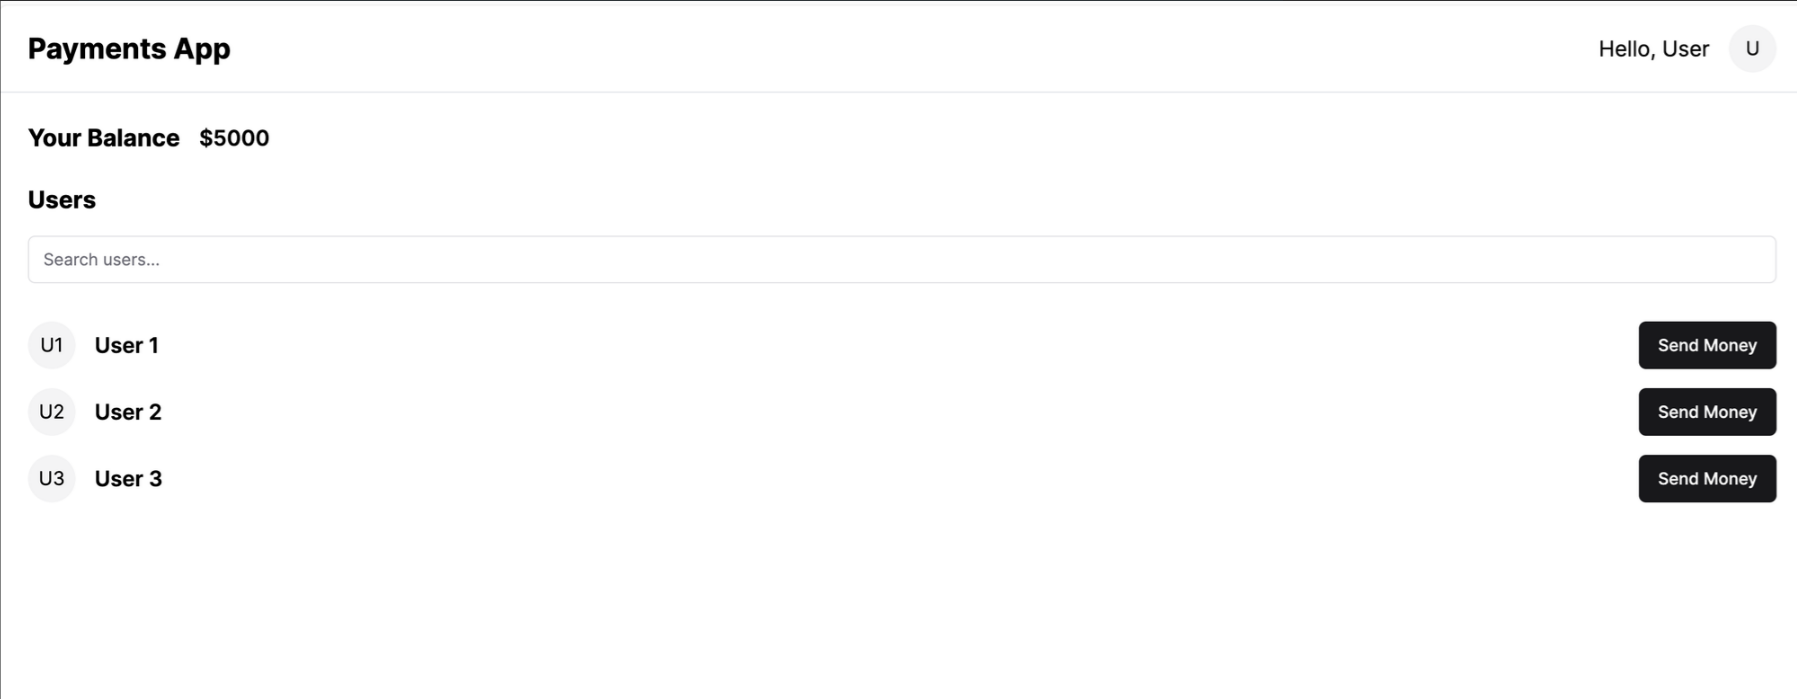 Payments App
Hello, User U
Your Balance $5000
Users
Search users...
U1 User 1 Send Money
U2 User 2 Send Money
U3 User 3 Send Money